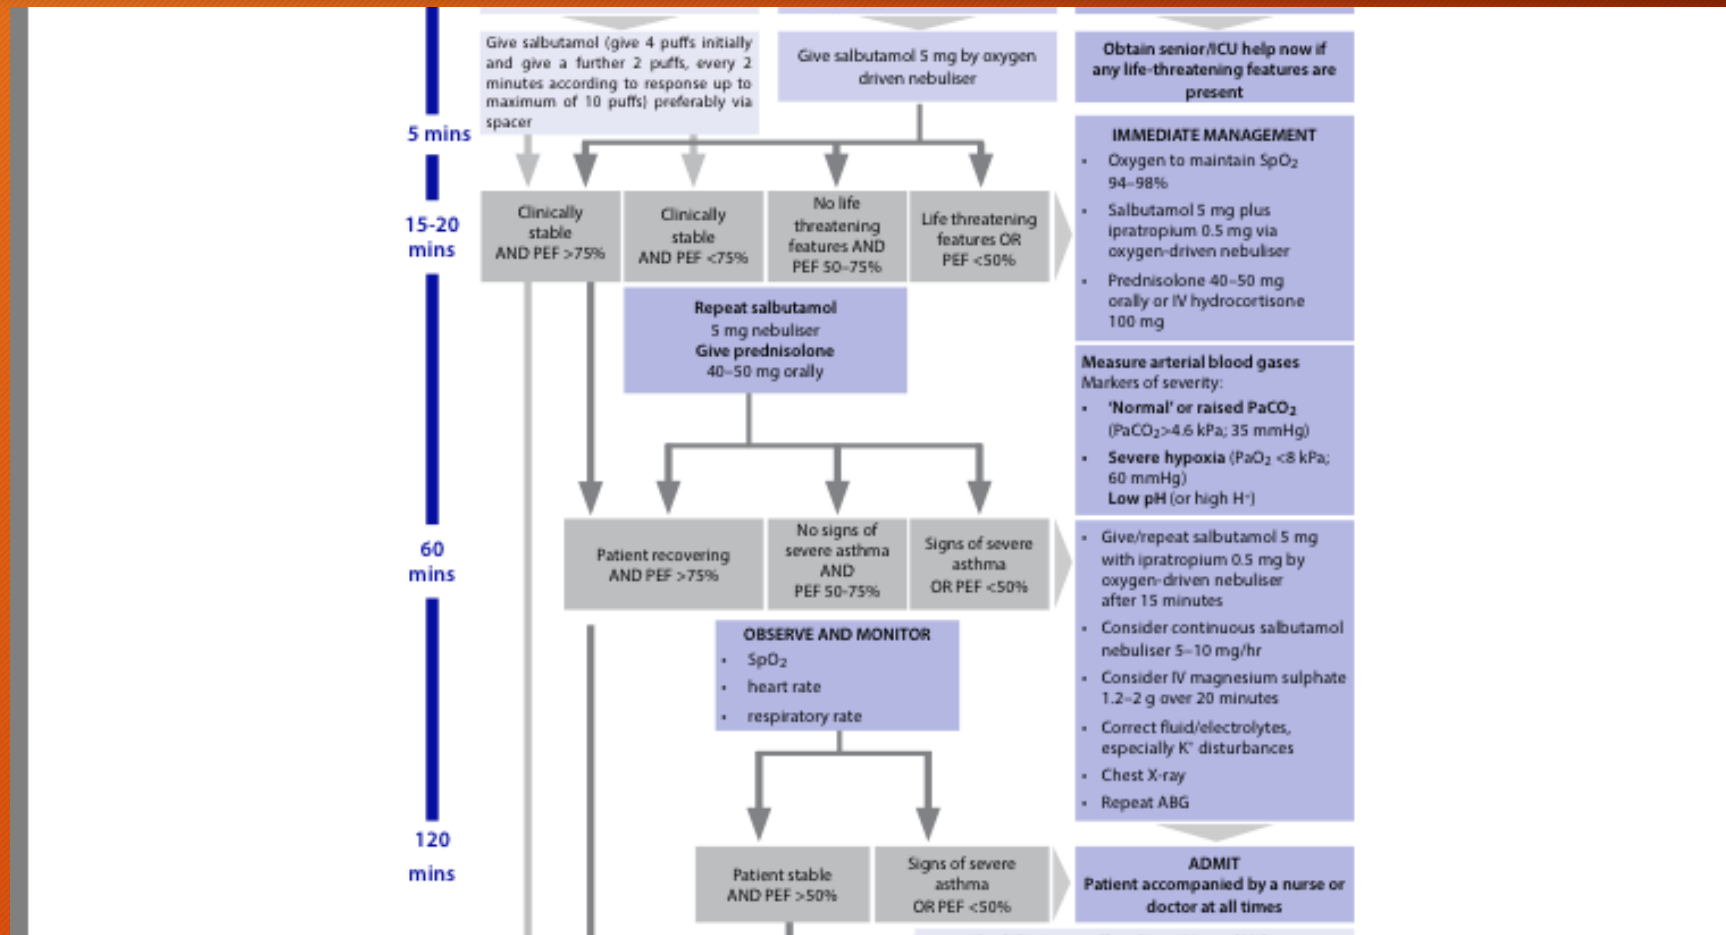 Give salbutamol (give 4 puffs initially
and give a further 2 puffs, every 2
minutes according to response up to
maximum of 10 puffs) preferably via
spacer
Give salbutamol 5 mg by oxygen
driven nebuliser
Obtain senior/ICU help now if
any life-threatening features are
present
5 mins
IMMEDIATE MANAGEMENT
• Oxygen to maintain SpO₂
94–98%
• Salbutamol 5 mg plus
ipratropium 0.5 mg via
oxygen-driven nebuliser
• Prednisolone 40–50 mg
orally or IV hydrocortisone
100 mg
15-20
mins
Clinically
stable
AND PEF >75%
Clinically
stable
AND PEF <75%
No life
threatening
features AND
PEF 50–75%
Life threatening
features OR
PEF <50%
Repeat salbutamol
5 mg nebuliser
Give prednisolone
40–50 mg orally
Measure arterial blood gases
Markers of severity:
• 'Normal' or raised PaCO₂
(PaCO₂>4.6 kPa; 35 mmHg)
• Severe hypoxia (PaO₂ <8 kPa;
60 mmHg)
Low pH (or high H⁺)
60
mins
Patient recovering
AND PEF >75%
No signs of
severe asthma
AND
PEF 50-75%
Signs of severe
asthma
OR PEF <50%
• Give/repeat salbutamol 5 mg
with ipratropium 0.5 mg by
oxygen-driven nebuliser
after 15 minutes
• Consider continuous salbutamol
nebuliser 5–10 mg/hr
• Consider IV magnesium sulphate
1.2–2 g over 20 minutes
• Correct fluid/electrolytes,
especially K⁺ disturbances
• Chest X-ray
• Repeat ABG
OBSERVE AND MONITOR
• SpO₂
• heart rate
• respiratory rate
120
mins
Patient stable
AND PEF >50%
Signs of severe
asthma
OR PEF <50%
ADMIT
Patient accompanied by a nurse or
doctor at all times